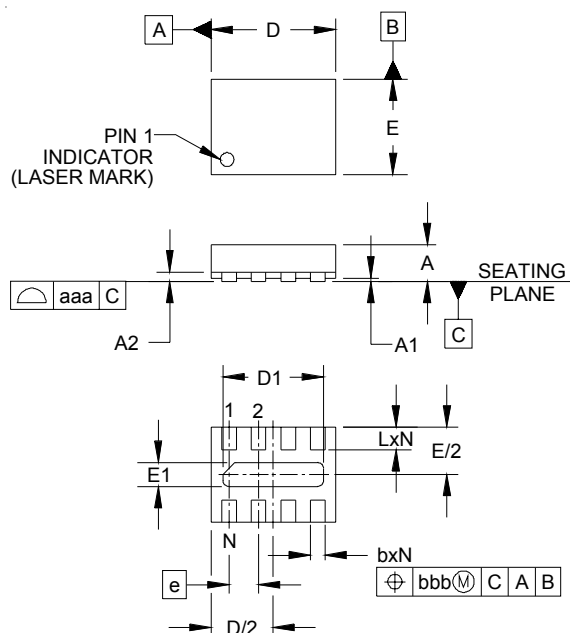 A
D
B
E
PIN 1
INDICATOR
(LASER MARK)
A
SEATING
PLANE
aaa C
C
A2
A1
D1
1 2
LxN
E/2
E1
N
bxN
e
bbb Ⓜ C A B
D/2